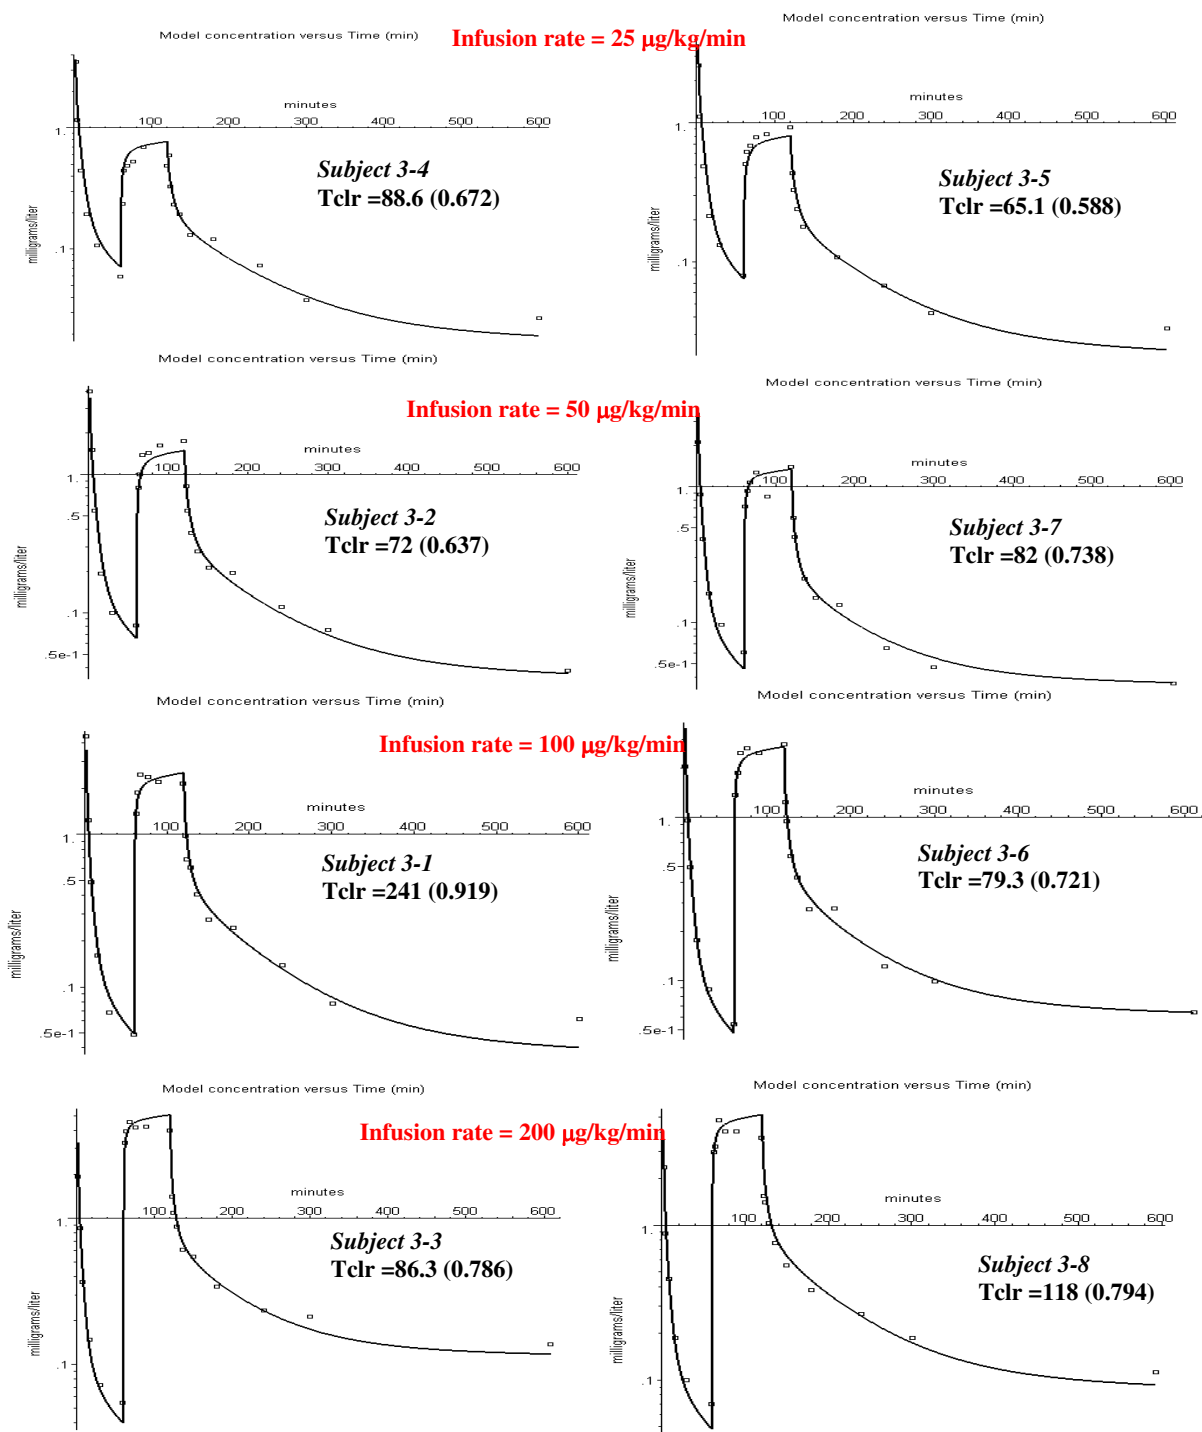 Model concentration versus Time (min)
Infusion rate = 25 μg/kg/min
Model concentration versus Time (min)
minutes
100 200 300 400 500 600
1.
.1
milligrams/liter
Subject 3-4
Tclr =88.6 (0.672)
minutes
100 200 300 400 500 600
1.
.1
milligrams/liter
Subject 3-5
Tclr =65.1 (0.588)
Model concentration versus Time (min)
Infusion rate = 50 μg/kg/min
Model concentration versus Time (min)
minutes
100 200 300 400 500 600
1.
.5
.1
.5e-1
milligrams/liter
Subject 3-2
Tclr =72 (0.637)
minutes
100 200 300 400 500 600
1.
.5
.1
.5e-1
milligrams/liter
Subject 3-7
Tclr =82 (0.738)
Model concentration versus Time (min)
Infusion rate = 100 μg/kg/min
Model concentration versus Time (min)
minutes
100 200 300 400 500 600
1.
.5
.1
.5e-1
milligrams/liter
Subject 3-1
Tclr =241 (0.919)
minutes
100 200 300 400 500 600
1.
.5
.1
.5e-1
milligrams/liter
Subject 3-6
Tclr =79.3 (0.721)
Model concentration versus Time (min)
Infusion rate = 200 μg/kg/min
Model concentration versus Time (min)
minutes
100 200 300 400 500 600
1.
.1
milligrams/liter
Subject 3-3
Tclr =86.3 (0.786)
minutes
100 200 300 400 500 600
1.
.1
milligrams/liter
Subject 3-8
Tclr =118 (0.794)